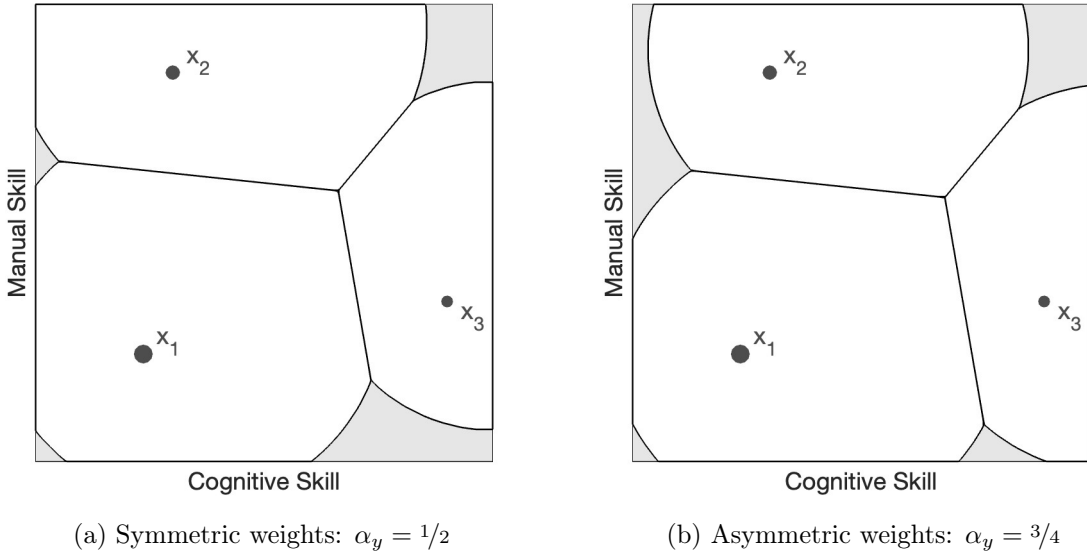 x2
x3
x1
Manual Skill
Cognitive Skill
(a) Symmetric weights: αy = 1/2
x2
x3
x1
Manual Skill
Cognitive Skill
(b) Asymmetric weights: αy = 3/4